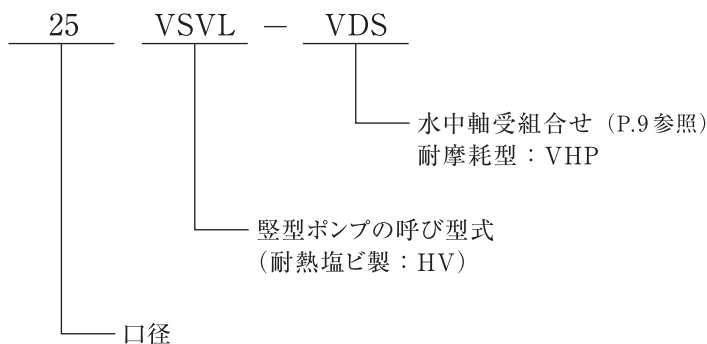 25 VSVL － VDS
水中軸受組合せ（P.9参照）
耐摩耗型：VHP
竪型ポンプの呼び型式
（耐熱塩ビ製：HV）
口径